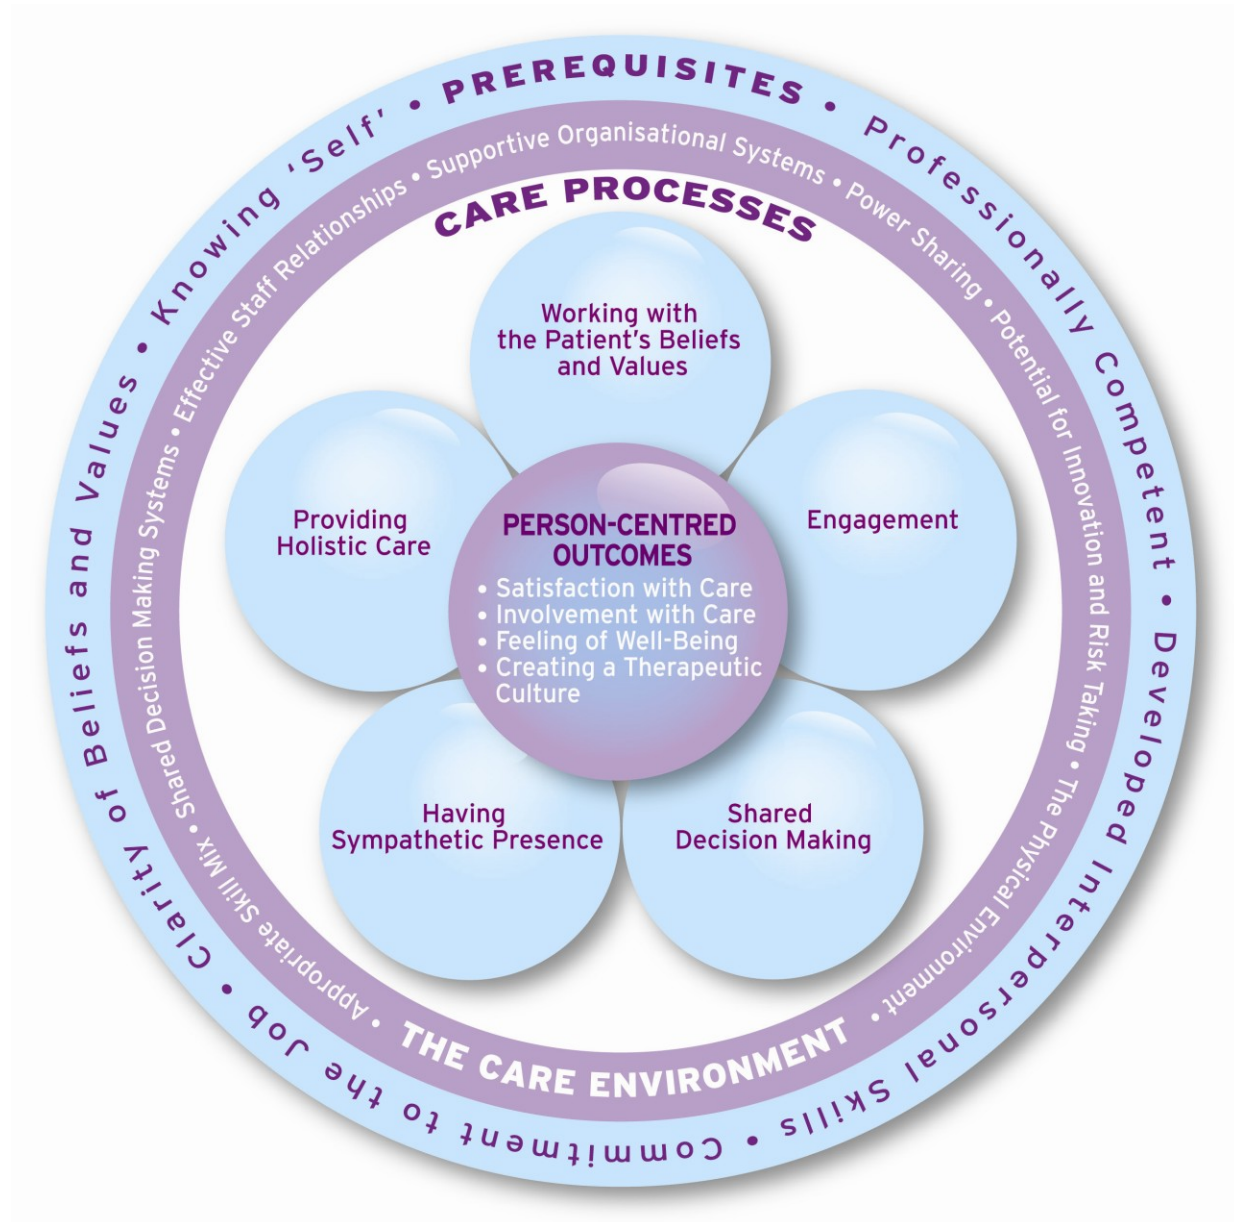 PREREQUISITES • Professionally Competent • Developed Interpersonal Skills • Commitment to the Job • Clarity of Beliefs and Values • Knowing 'Self' •
Supportive Organisational Systems • Power Sharing • Potential for Innovation and Risk Taking • The Physical Environment •
THE CARE ENVIRONMENT
• Appropriate Skill Mix • Shared Decision Making Systems • Effective Staff Relationships •
CARE PROCESSES
Working with
the Patient's Beliefs
and Values
Providing
Holistic Care
Engagement
PERSON-CENTRED
OUTCOMES
• Satisfaction with Care
• Involvement with Care
• Feeling of Well-Being
• Creating a Therapeutic
Culture
Having
Sympathetic Presence
Shared
Decision Making